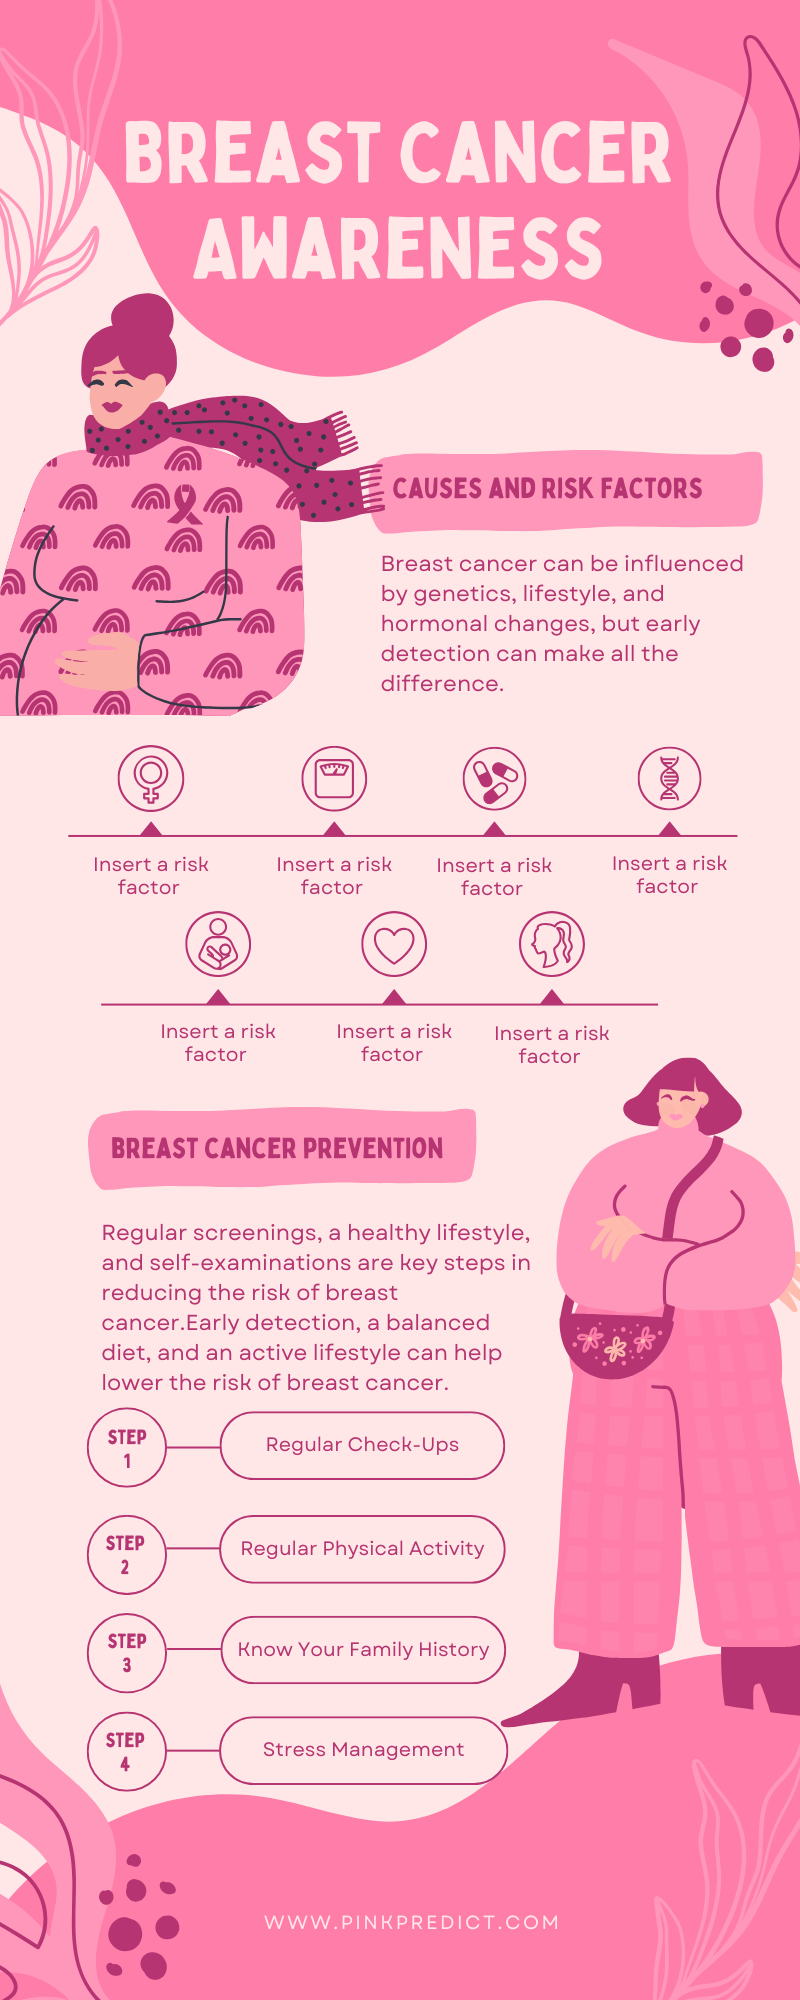 BREAST CANCER
AWARENESS
CAUSES AND RISK FACTORS
Breast cancer can be influenced
by genetics, lifestyle, and
hormonal changes, but early
detection can make all the
difference.
Insert a risk
factor
Insert a risk
factor
Insert a risk
factor
Insert a risk
factor
Insert a risk
factor
Insert a risk
factor
Insert a risk
factor
BREAST CANCER PREVENTION
Regular screenings, a healthy lifestyle,
and self-examinations are key steps in
reducing the risk of breast
cancer.Early detection, a balanced
diet, and an active lifestyle can help
lower the risk of breast cancer.
STEP
1
Regular Check-Ups
STEP
2
Regular Physical Activity
STEP
3
Know Your Family History
STEP
4
Stress Management
WWW.PINKPREDICT.COM